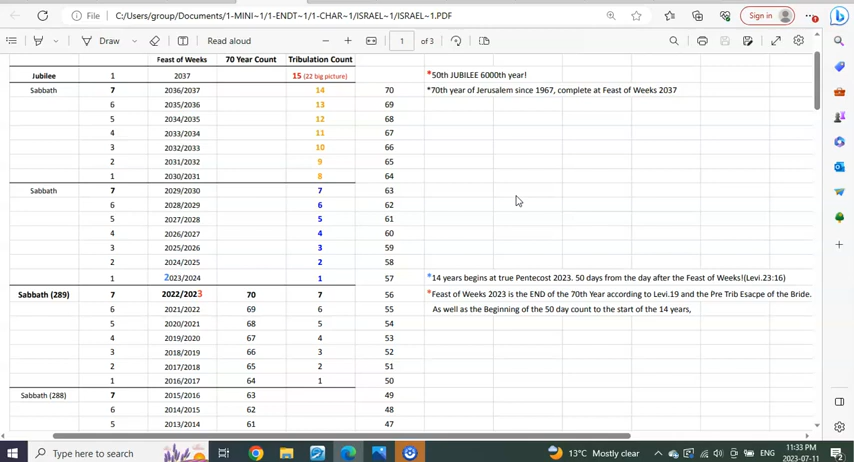 File
C:/Users/group/Documents/1-MINI~1/1-ENDT~1/1-CHAR~1/ISRAEL~1/ISRAEL~1.PDF
Sign in
Draw
Read aloud
1
of 3
Feast of Weeks 70 Year Count Tribulation Count
Jubilee 1 2037 15 (22 big picture) *50th JUBILEE 6000th year!
Sabbath 7 2036/2037 14 70 *70th year of Jerusalem since 1967, complete at Feast of Weeks 2037
6 2035/2036 13 69
5 2034/2035 12 68
4 2033/2034 11 67
3 2032/2033 10 66
2 2031/2032 9 65
1 2030/2031 8 64
Sabbath 7 2029/2030 7 63
6 2028/2029 6 62
5 2027/2028 5 61
4 2026/2027 4 60
3 2025/2026 3 59
2 2024/2025 2 58
1 2023/2024 1 57 *14 years begins at true Pentecost 2023. 50 days from the day after the Feast of Weeks!(Levi.23:16)
Sabbath (289) 7 2022/2023 70 7 56 *Feast of Weeks 2023 is the END of the 70th Year according to Levi.19 and the Pre Trib Esacpe of the Bride.
6 2021/2022 69 6 55 As well as the Beginning of the 50 day count to the start of the 14 years,
5 2020/2021 68 5 54
4 2019/2020 67 4 53
3 2018/2019 66 3 52
2 2017/2018 65 2 51
1 2016/2017 64 1 50
Sabbath (288) 7 2015/2016 63 49
6 2014/2015 62 48
5 2013/2014 61 47
Type here to search
13°C Mostly clear
ENG
11:33 PM
2023-07-11